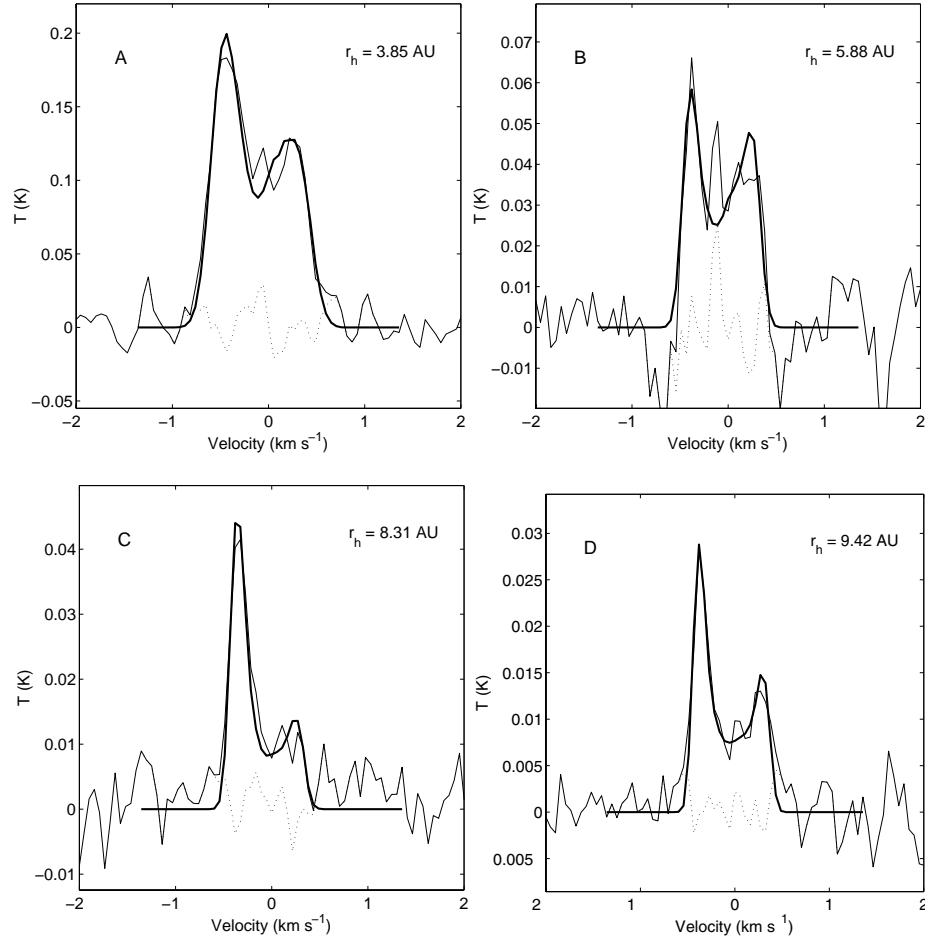 0.2
0.15
0.1
0.05
0
−0.05
T (K)
A
r_h = 3.85 AU
−2 −1 0 1 2
Velocity (km s⁻¹)
0.07
0.06
0.05
0.04
0.03
0.02
0.01
0
−0.01
T (K)
B
r_h = 5.88 AU
−2 −1 0 1 2
Velocity (km s⁻¹)
0.04
0.03
0.02
0.01
0
−0.01
T (K)
C
r_h = 8.31 AU
−2 −1 0 1 2
Velocity (km s⁻¹)
0.03
0.025
0.02
0.015
0.01
0.005
0
0.005
T (K)
D
r_h = 9.42 AU
2 1 0 1 2
Velocity (km s ¹)